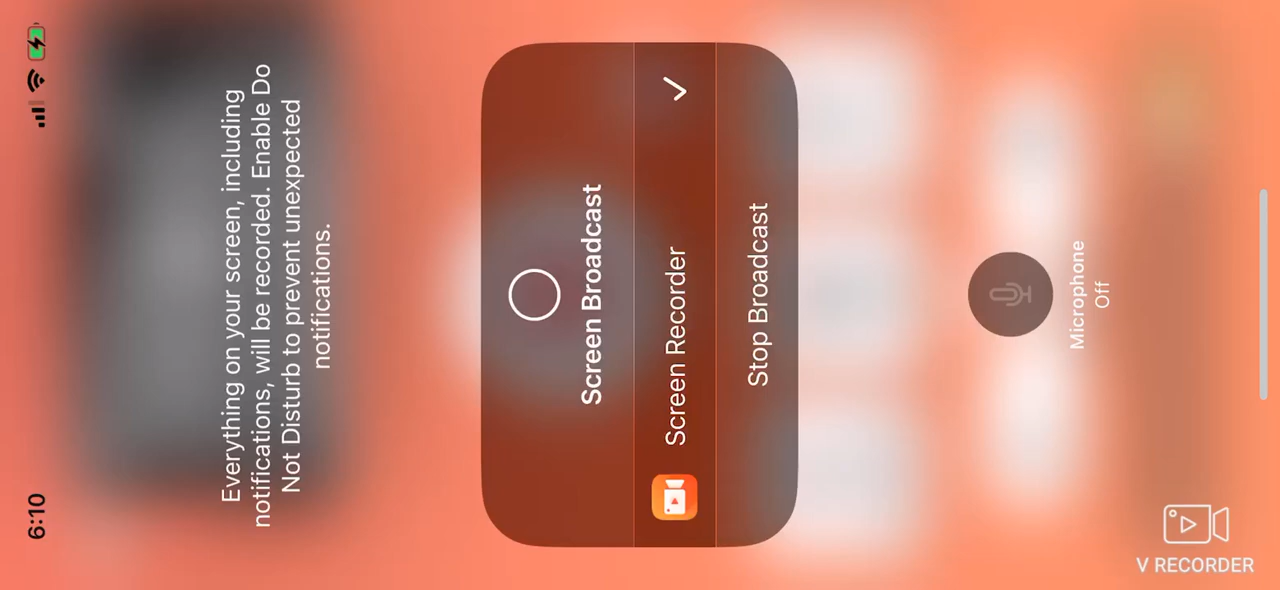 6:10
Everything on your screen, including
notifications, will be recorded. Enable Do
Not Disturb to prevent unexpected
notifications.
Screen Broadcast
Screen Recorder
Stop Broadcast
Microphone
Off
V RECORDER